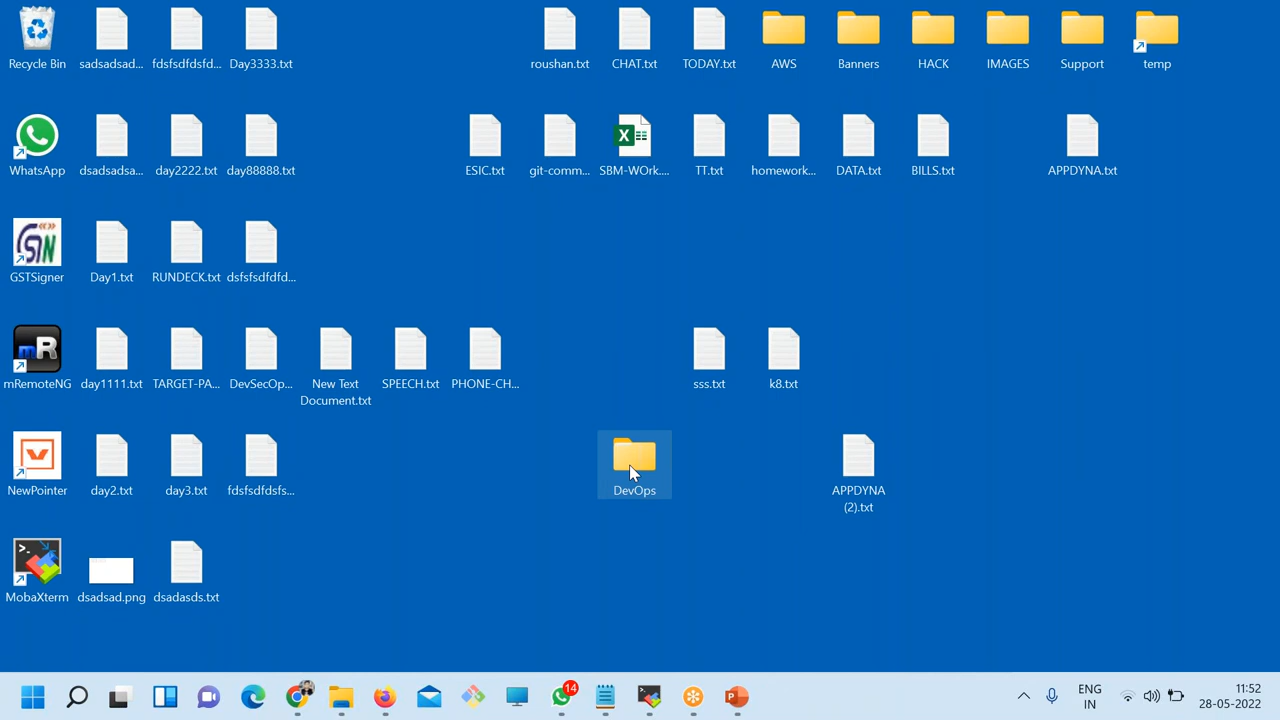 Recycle Bin
sadsadsad...
fdsfsdfdsfd...
Day3333.txt
roushan.txt
CHAT.txt
TODAY.txt
AWS
Banners
HACK
IMAGES
Support
temp
WhatsApp
dsadsadsa...
day2222.txt
day88888.txt
ESIC.txt
git-comm...
SBM-WOrk....
TT.txt
homework...
DATA.txt
BILLS.txt
APPDYNA.txt
GSTSigner
Day1.txt
RUNDECK.txt
dsfsfsdfdfd...
mRemoteNG
day1111.txt
TARGET-PA...
DevSecOp...
New Text
Document.txt
SPEECH.txt
PHONE-CH...
sss.txt
k8.txt
NewPointer
day2.txt
day3.txt
fdsfsdfdsfs...
DevOps
APPDYNA
(2).txt
MobaXterm
dsadsad.png
dsadasds.txt
14
ENG
IN
11:52
28-05-2022